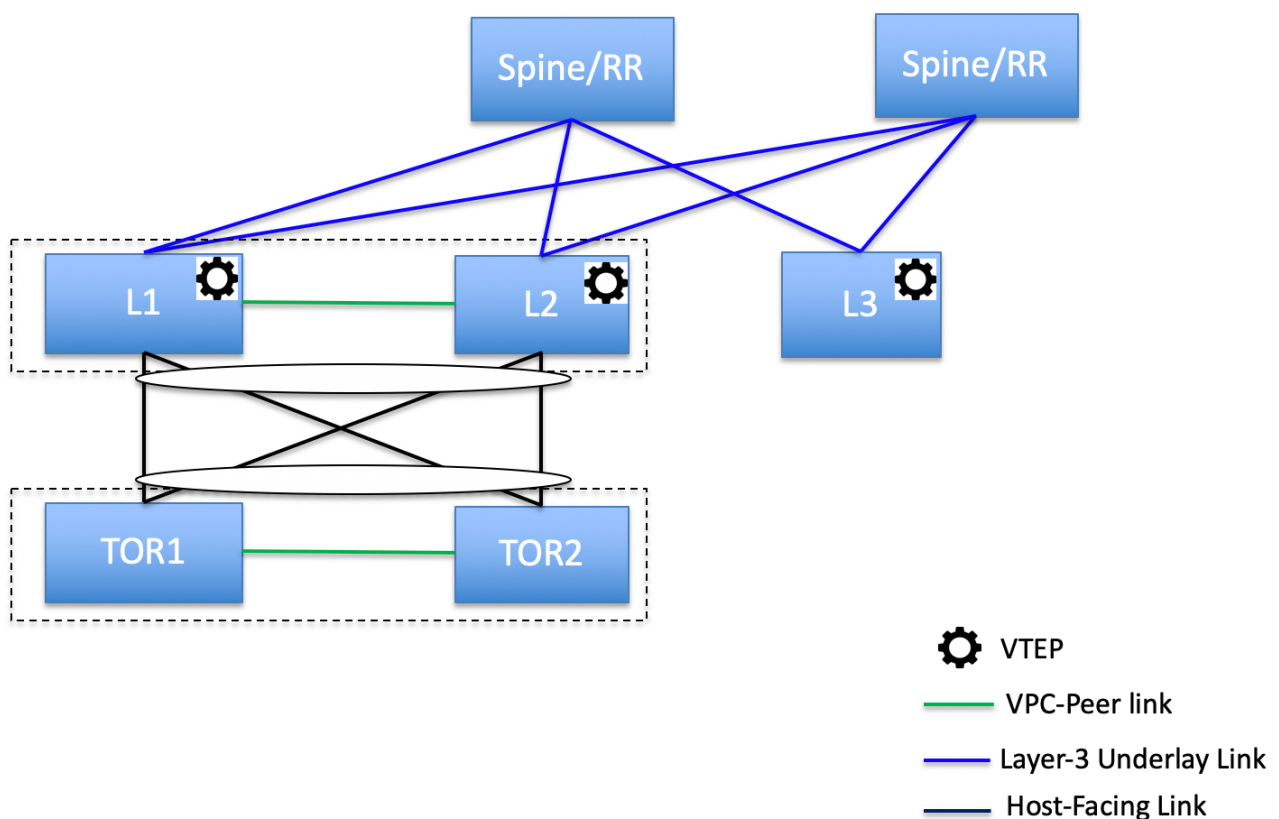 Spine/RR
Spine/RR
L1
L2
L3
TOR1
TOR2
VTEP
VPC-Peer link
Layer-3 Underlay Link
Host-Facing Link